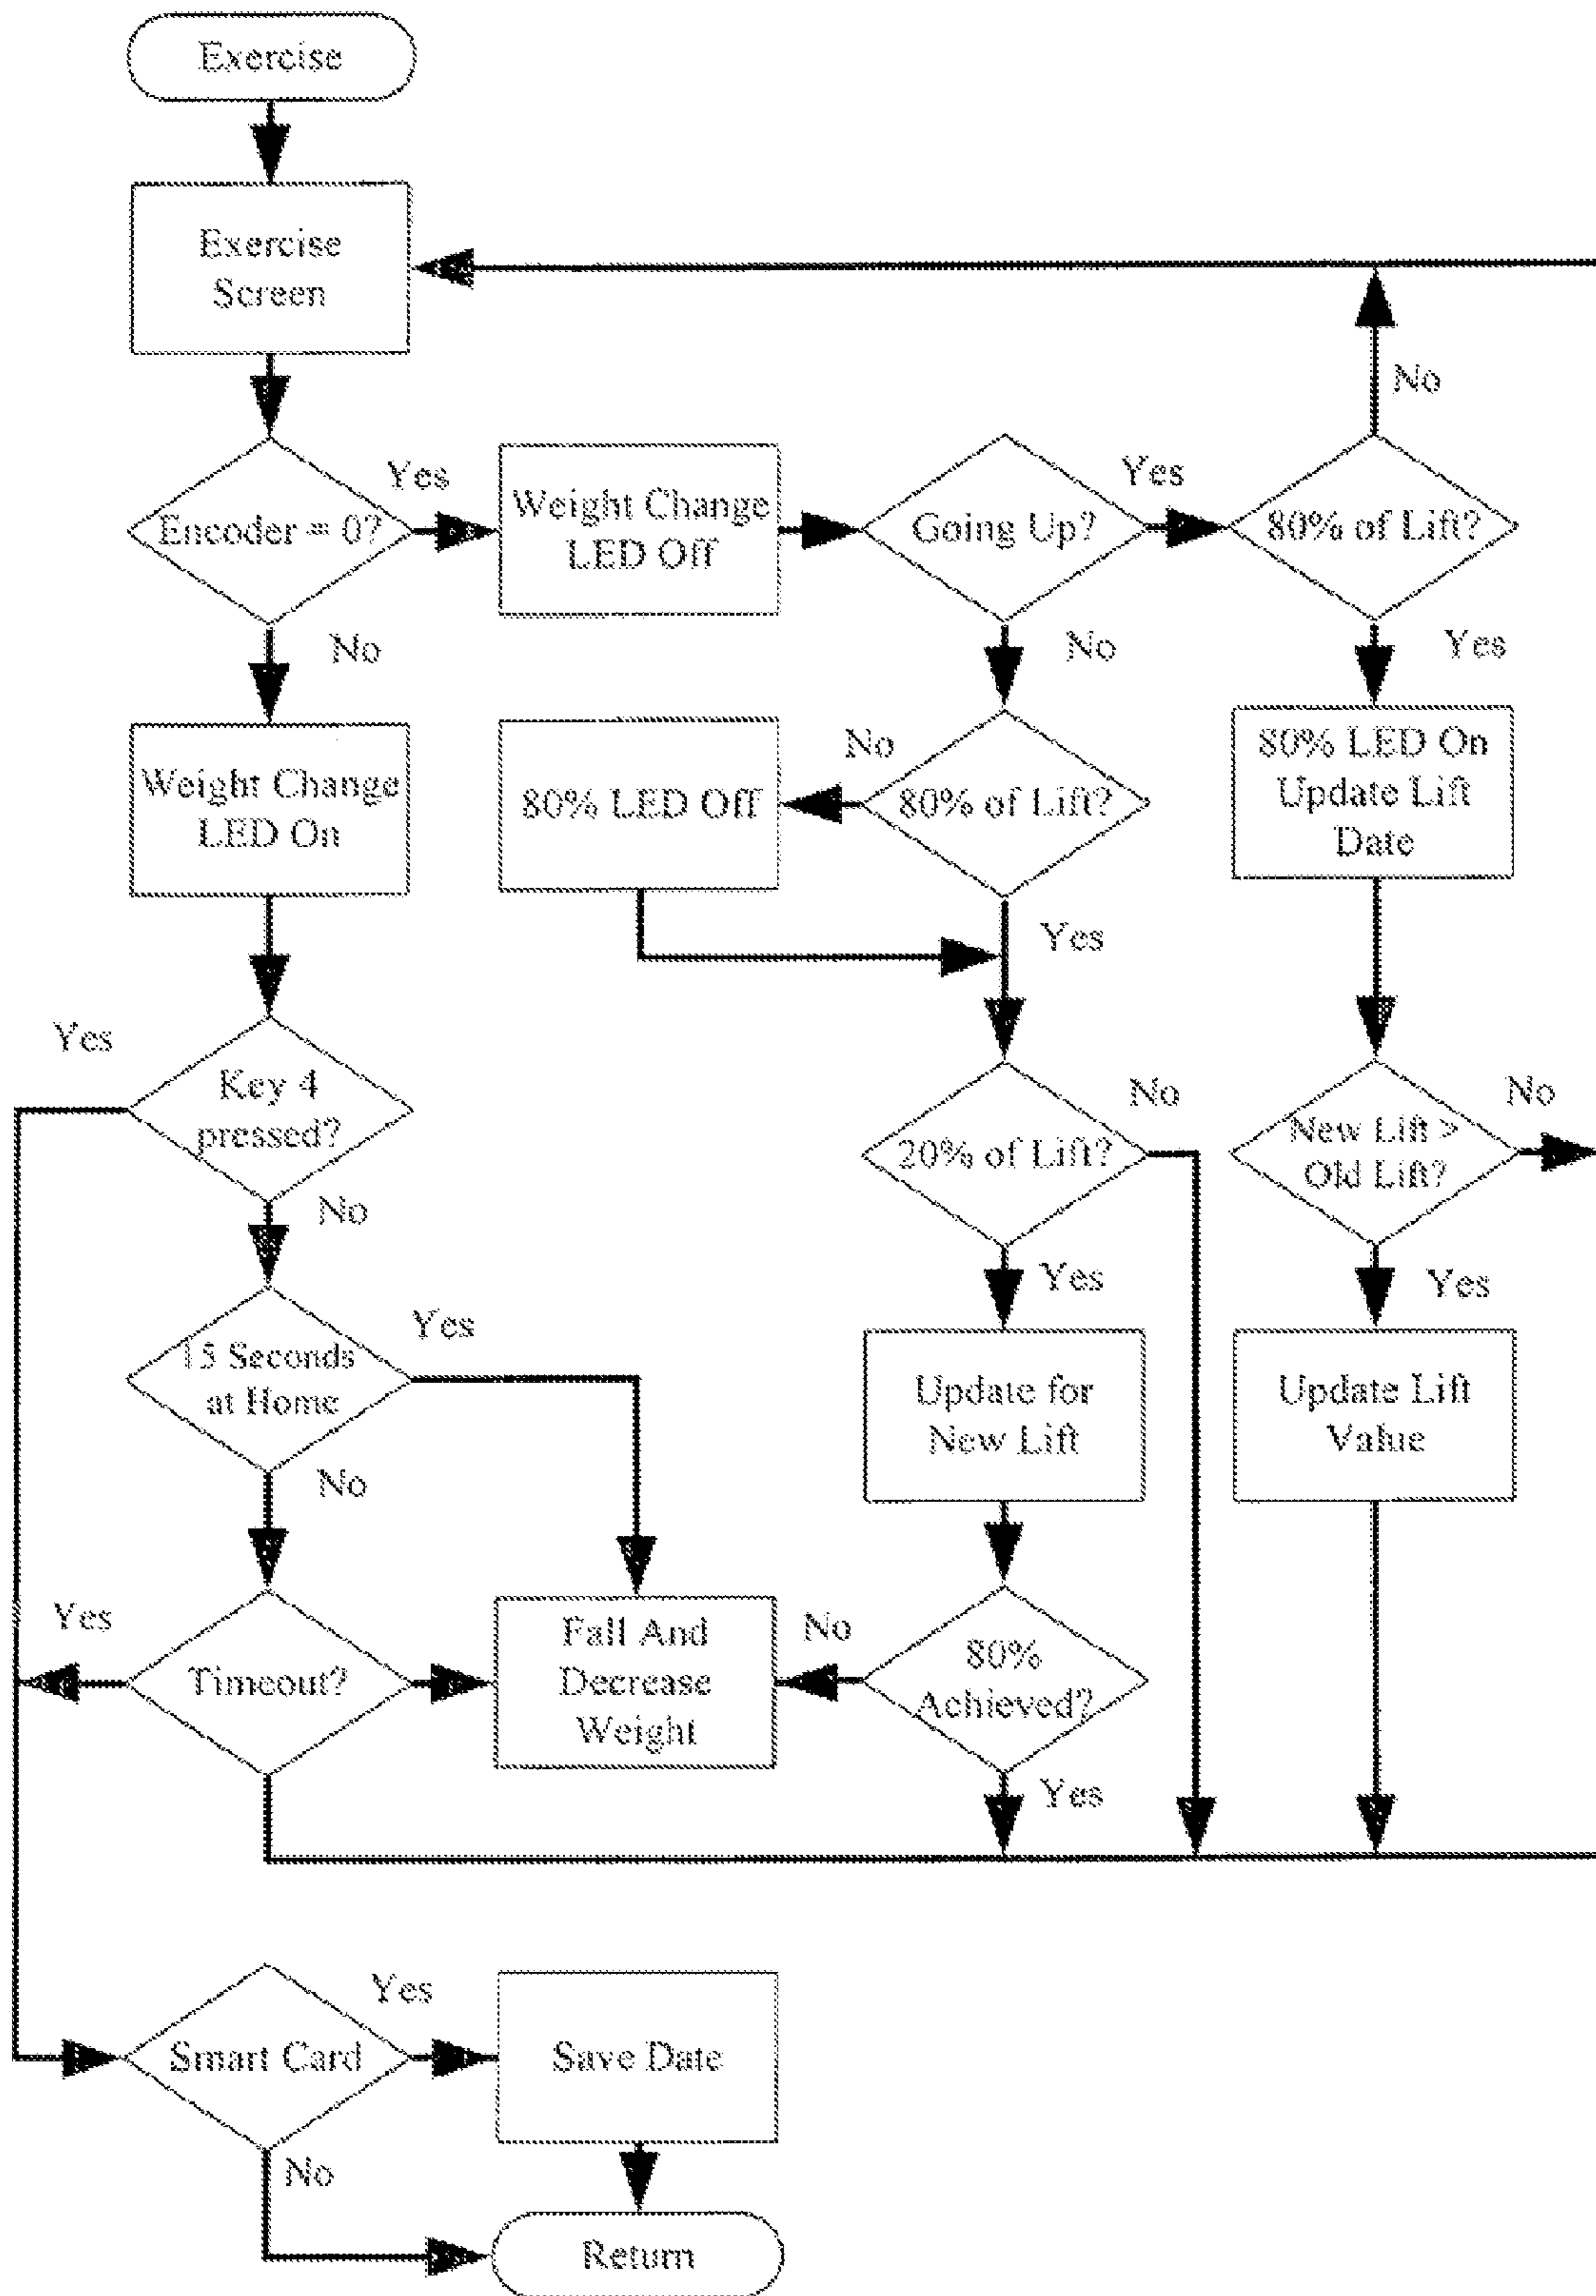 Exercise
Exercise
Screen
No
Yes
Encoder = 0?
Weight Change
LED Off
Going Up?
Yes
80% of Lift?
No
No
Yes
Weight Change
LED On
80% LED Off
No
80% of Lift?
80% LED On
Update Lift
Date
Yes
Yes
Key 4
pressed?
No
20% of Lift?
No
New Lift >
Old Lift?
No
Yes
Yes
15 Seconds
at Home
Yes
Update for
New Lift
Update Lift
Value
No
Yes
Timeout?
Fall And
Decrease
Weight
No
80%
Achieved?
Yes
Smart Card
Yes
Save Date
No
Return